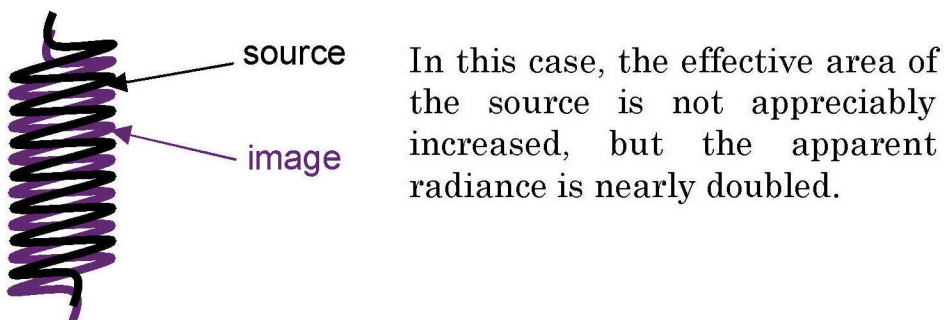 source
image
In this case, the effective area of
the source is not appreciably
increased, but the apparent
radiance is nearly doubled.